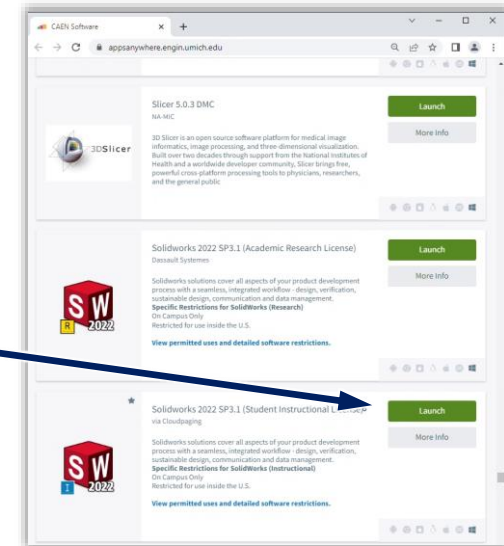 CAEN Software
appsanywhere.engin.umich.edu
Slicer 5.0.3 DMC
NA-MIC
3D Slicer is an open source software platform for medical image
informatics, image processing, and three-dimensional visualization.
Built over two decades through support from the National Institutes of
Health and a worldwide developer community, Slicer brings free,
powerful cross-platform processing tools to physicians, researchers,
and the general public
3DSlicer
Launch
More Info
Solidworks 2022 SP3.1 (Academic Research License)
Dassault Systemes
Solidworks solutions cover all aspects of your product development
process with a seamless, integrated workflow - design, verification,
sustainable design, communication and data management.
Specific Restrictions for SolidWorks (Research)
On Campus Only
Restricted for use inside the U.S.
View permitted uses and detailed software restrictions.
SW
R
2022
Launch
More Info
Solidworks 2022 SP3.1 (Student Instructional
via Cloudpaging
Solidworks solutions cover all aspects of your product development
process with a seamless, integrated workflow - design, verification,
sustainable design, communication and data management.
Specific Restrictions for SolidWorks (Instructional)
On Campus Only
Restricted for use inside the U.S.
View permitted uses and detailed software restrictions.
SW
I
2022
Launch
More Info